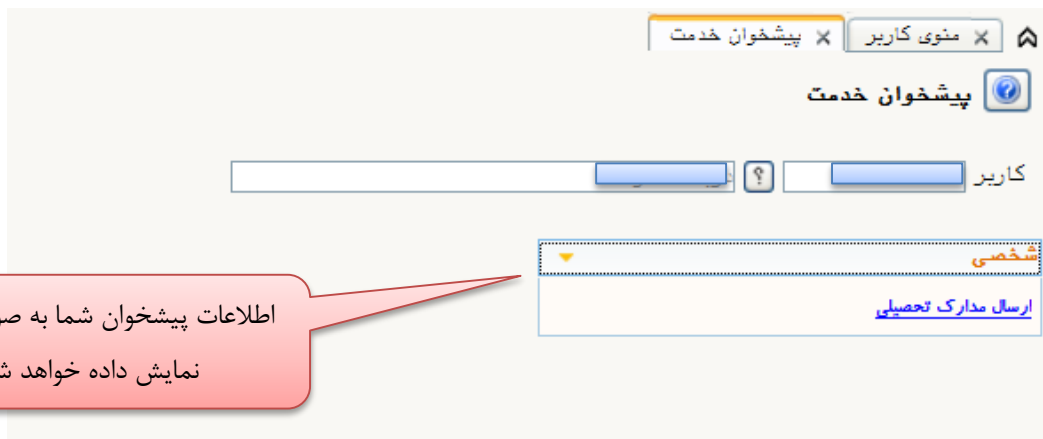 منوی کاربر
پیشخوان خدمت
پیشخوان خدمت
کاربر
؟
شخصی
ارسال مدارک تحصیلی
اطلاعات پیشخوان شما به
نمایش داده خواهد